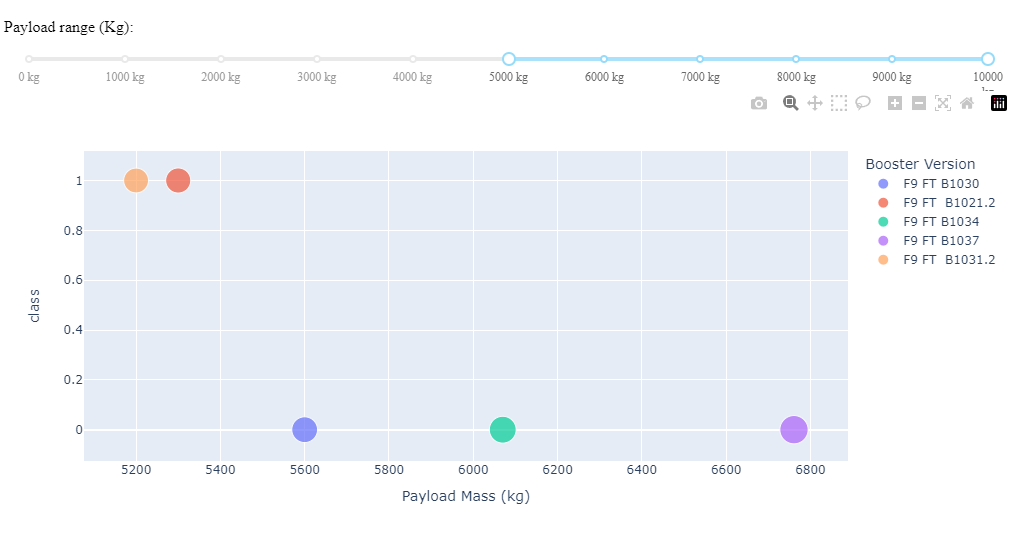 Payload range (Kg):
0 kg 1000 kg 2000 kg 3000 kg 4000 kg 5000 kg 6000 kg 7000 kg 8000 kg 9000 kg 10000
Booster Version
F9 FT B1030
F9 FT  B1021.2
F9 FT B1034
F9 FT B1037
F9 FT  B1031.2
1
0.8
0.6
0.4
0.2
0
class
5200 5400 5600 5800 6000 6200 6400 6600 6800
Payload Mass (kg)